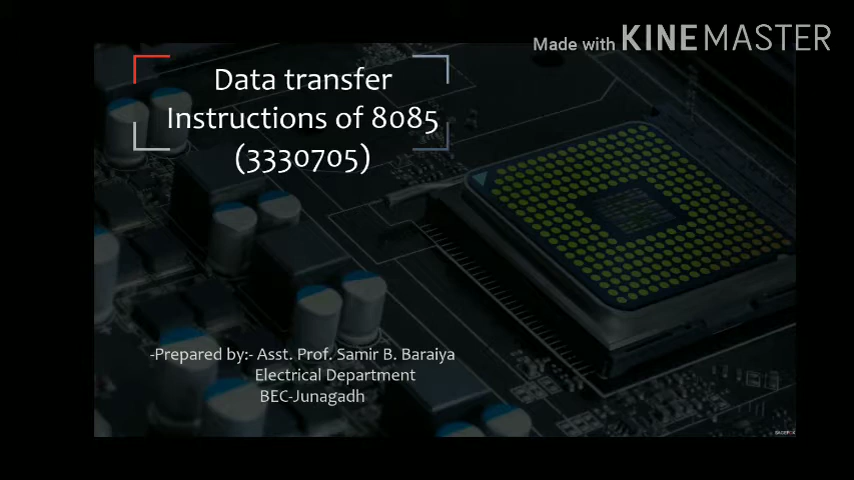 Made with KINEMASTER
Data transfer
Instructions of 8085
(3330705)
-Prepared by:- Asst. Prof. Samir B. Baraiya
Electrical Department
BEC-Junagadh